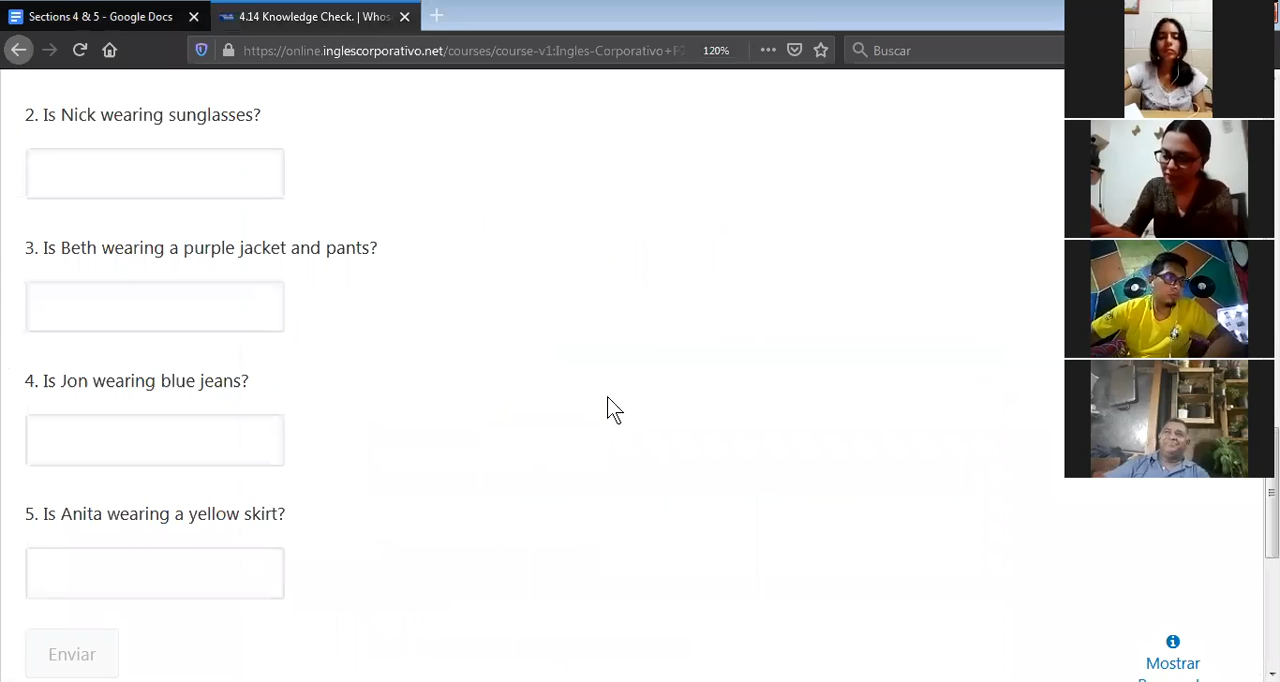 Sections 4 & 5 - Google Docs
4.14 Knowledge Check. | Whos
https://online.inglescorporativo.net/courses/course-v1:Ingles-Corporativo+P
120%
Buscar
2. Is Nick wearing sunglasses?
3. Is Beth wearing a purple jacket and pants?
4. Is Jon wearing blue jeans?
5. Is Anita wearing a yellow skirt?
Enviar
Mostrar